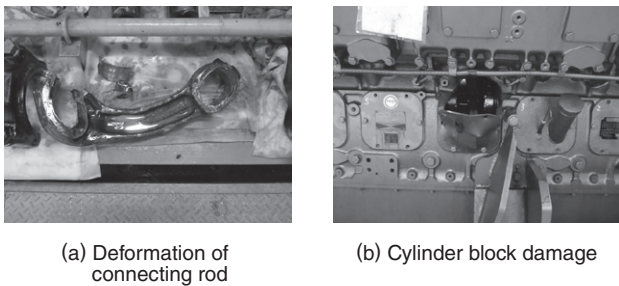 (a) Deformation of
connecting rod
(b) Cylinder block damage